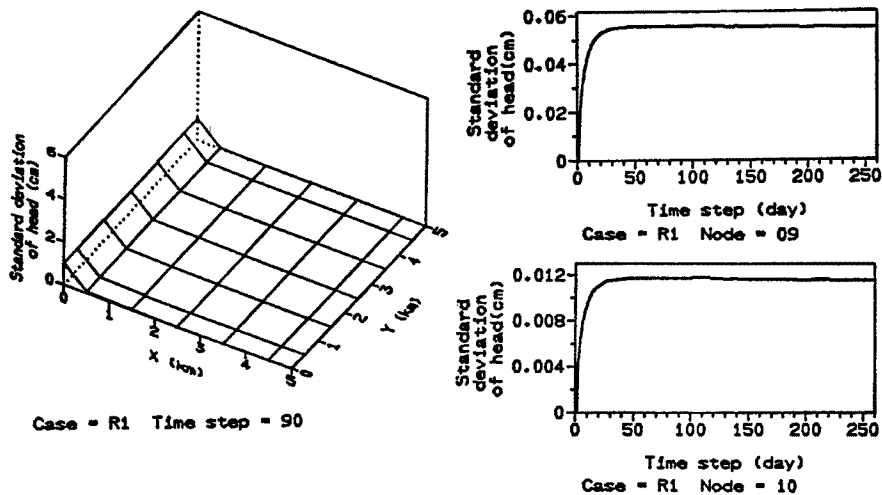 Standard deviation
of head (cm)
6
4
2
0
0
1
2
3
4
5
X (km)
0
1
2
3
4
5
Y (km)
Case = R1 Time step = 90
Standard
deviation
of head(cm)
0.06
0.04
0.02
0
0
50
100
150
200
250
Time step (day)
Case = R1 Node = 09
Standard
deviation
of head(cm)
0.012
0.008
0.004
0
0
50
100
150
200
250
Time step (day)
Case = R1 Node = 10